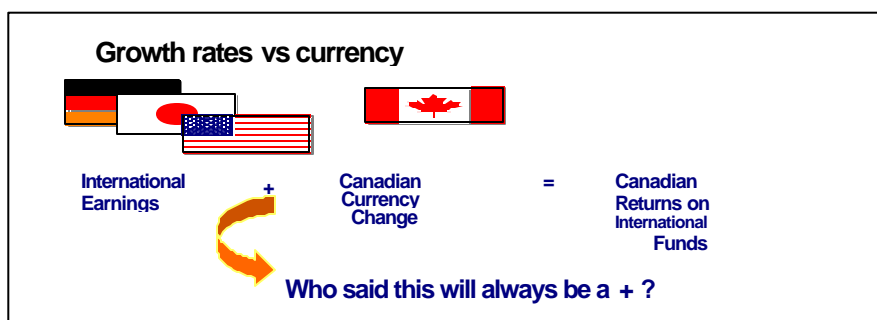 Growth rates vs currency
International
Earnings
+
Canadian
Currency
Change
=
Canadian
Returns on
International
Funds
Who said this will always be a + ?